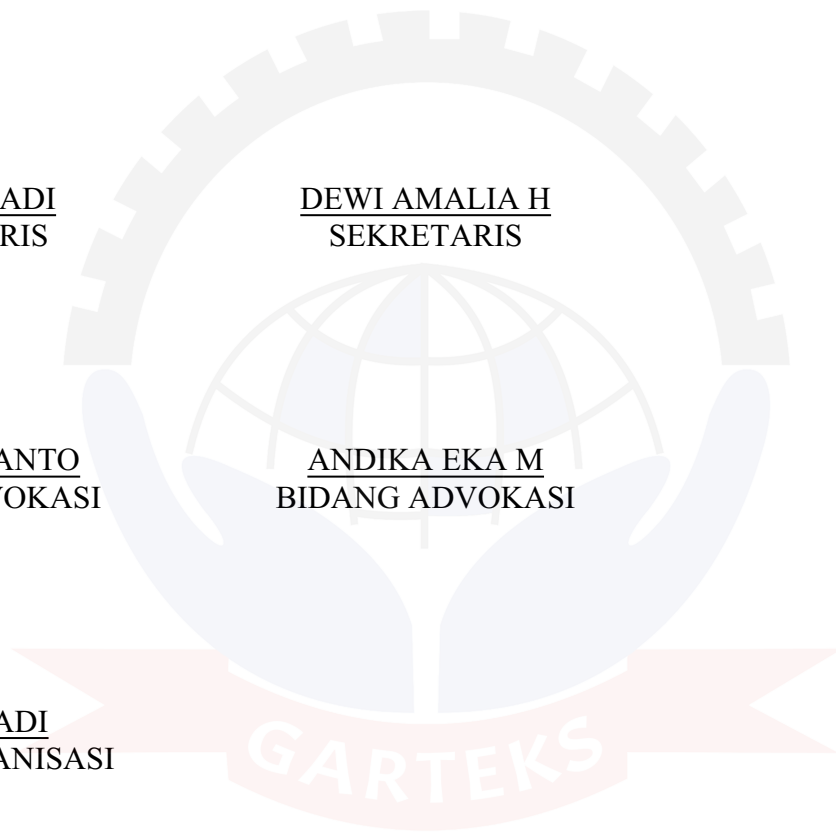 ADI DEWI AMALIA H
RIS SEKRETARIS
ANTO ANDIKA EKA M
VOKASI BIDANG ADVOKASI
ADI
ANISASI
GARTEKS